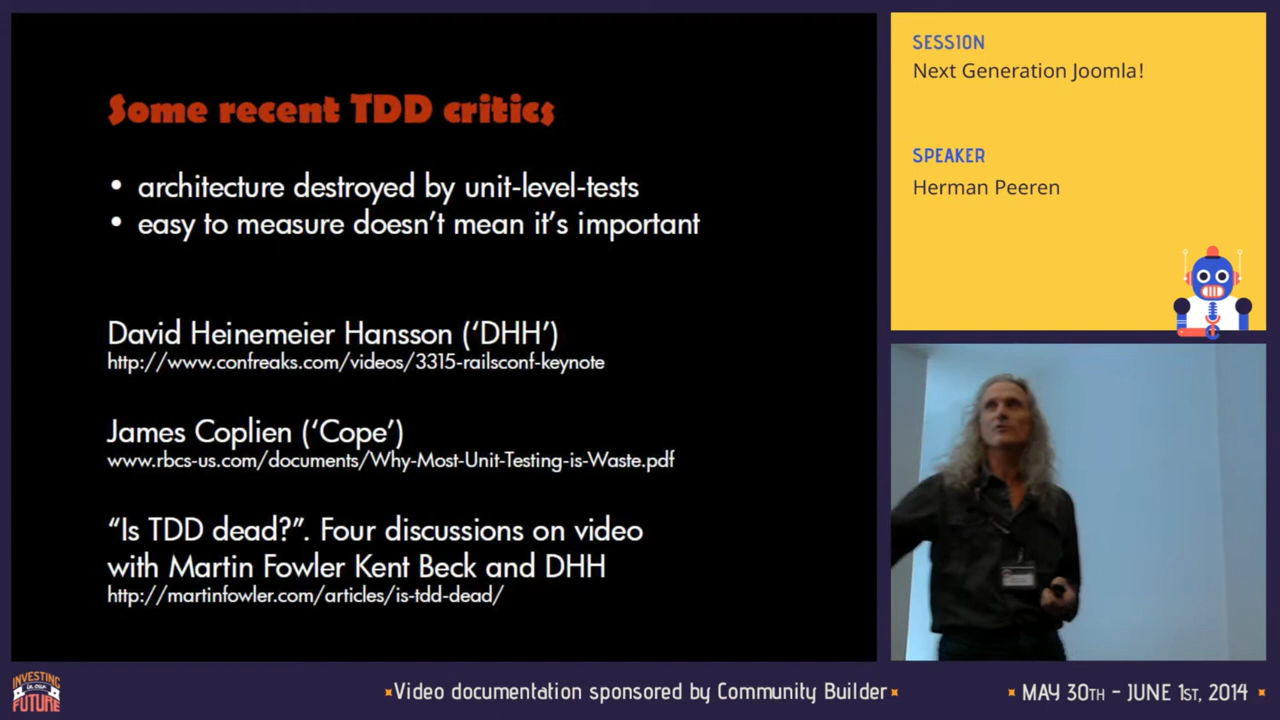 Some recent TDD critics
• architecture destroyed by unit-level-tests
• easy to measure doesn't mean it's important
David Heinemeier Hansson ('DHH')
http://www.confreaks.com/videos/3315-railsconf-keynote
James Coplien ('Cope')
www.rbcs-us.com/documents/Why-Most-Unit-Testing-is-Waste.pdf
"Is TDD dead?". Four discussions on video
with Martin Fowler Kent Beck and DHH
http://martinfowler.com/articles/is-tdd-dead/
SESSION
Next Generation Joomla!
SPEAKER
Herman Peeren
INVESTING
FUTURE
Video documentation sponsored by Community Builder
MAY 30TH - JUNE 1ST, 2014